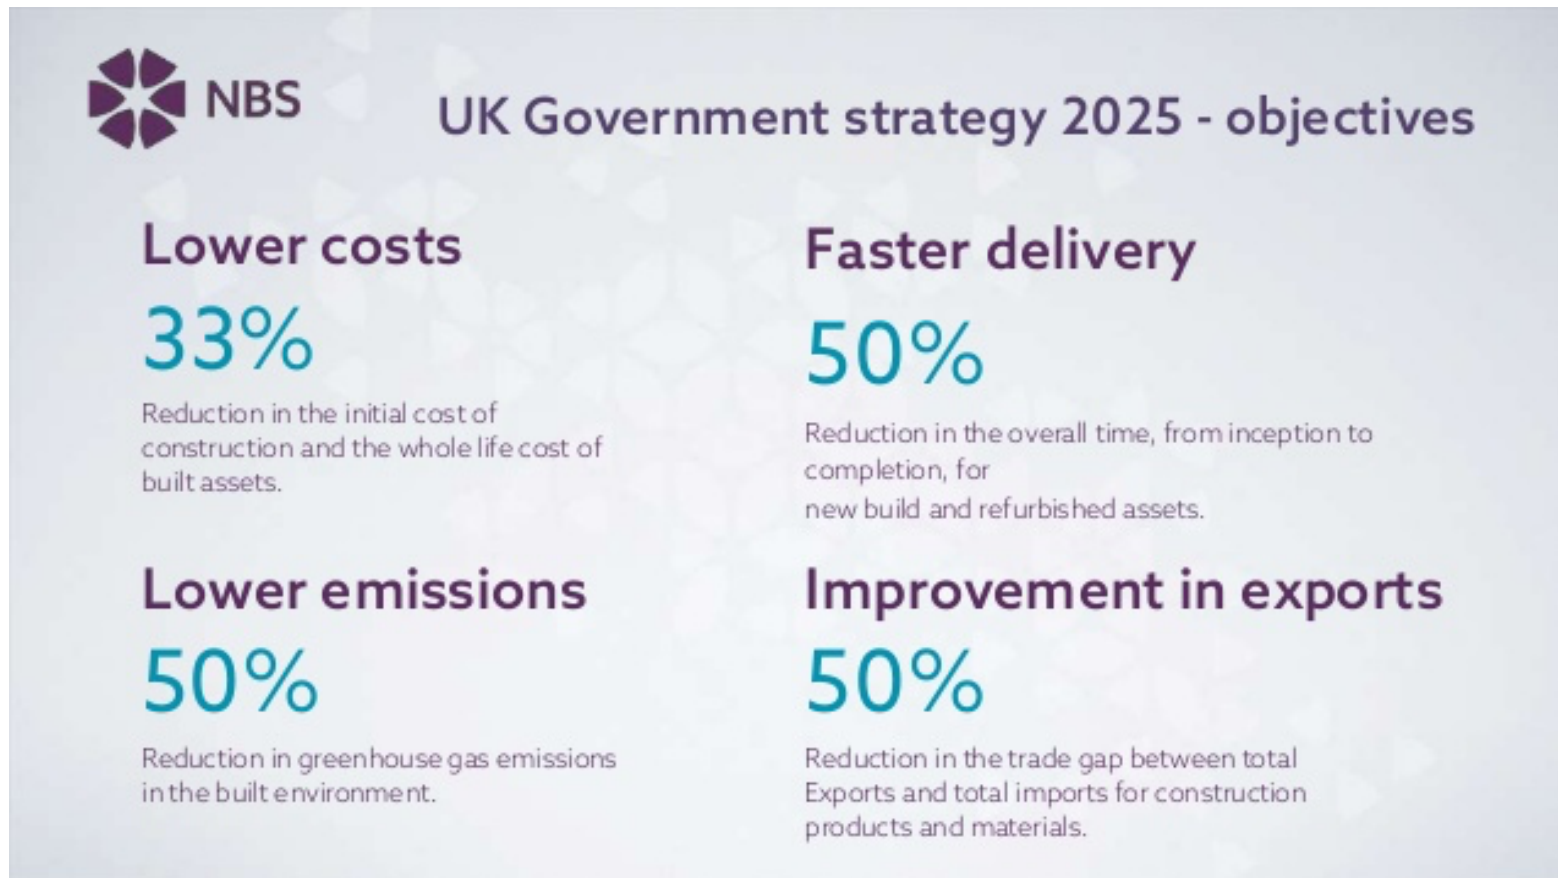 NBS
UK Government strategy 2025 - objectives
Lower costs
33%
Reduction in the initial cost of
construction and the whole life cost of
built assets.
Faster delivery
50%
Reduction in the overall time, from inception to
completion, for
new build and refurbished assets.
Lower emissions
50%
Reduction in greenhouse gas emissions
in the built environment.
Improvement in exports
50%
Reduction in the trade gap between total
Exports and total imports for construction
products and materials.